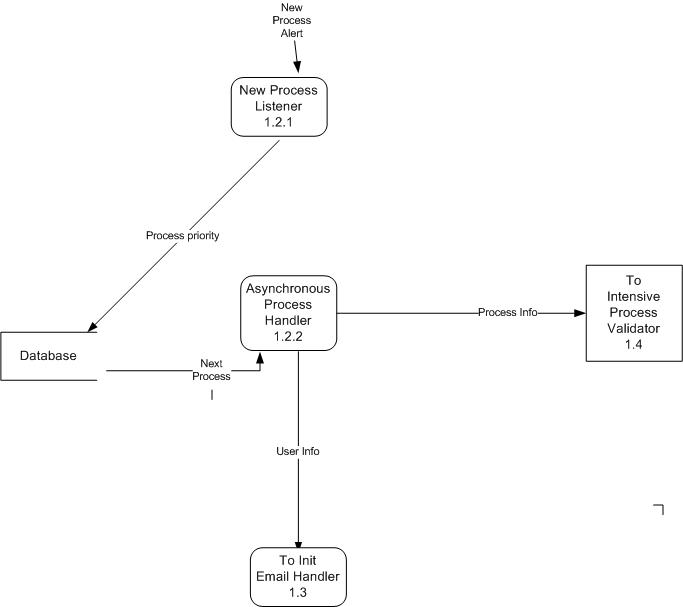 New
Process
Alert
New Process
Listener
1.2.1
Process priority
Asynchronous
Process
Handler
1.2.2
Process Info
To
Intensive
Process
Validator
1.4
Database
Next
Process
User Info
To Init
Email Handler
1.3